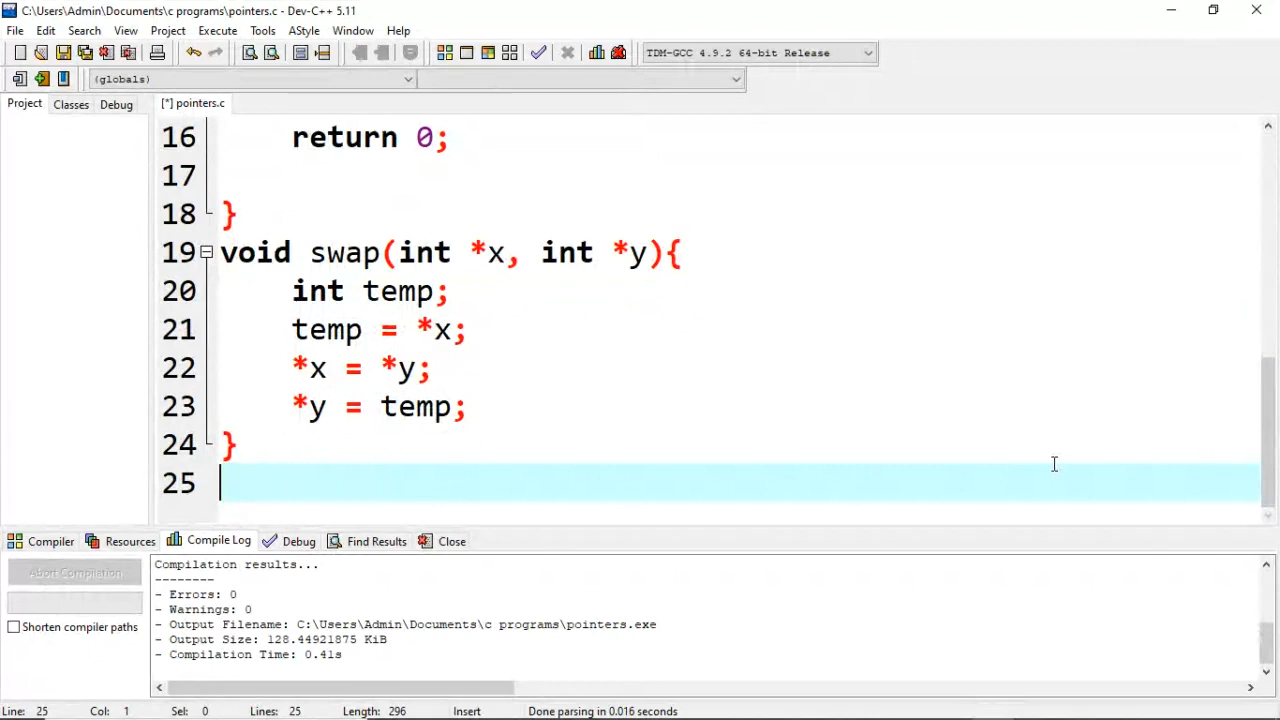 C:\Users\Admin\Documents\c programs\pointers.c - Dev-C++ 5.11
File Edit Search View Project Execute Tools AStyle Window Help
TDM-GCC 4.9.2 64-bit Release
(globals)
Project Classes Debug [*] pointers.c
16 return 0;
17
18 }
19 void swap(int *x, int *y){
20 int temp;
21 temp = *x;
22 *x = *y;
23 *y = temp;
24 }
25
Compiler Resources Compile Log Debug Find Results Close
Abort Compilation
Shorten compiler paths
Compilation results...
--------
- Errors: 0
- Warnings: 0
- Output Filename: C:\Users\Admin\Documents\c programs\pointers.exe
- Output Size: 128.44921875 KiB
- Compilation Time: 0.41s
Line: 25 Col: 1 Sel: 0 Lines: 25 Length: 296 Insert Done parsing in 0.016 seconds